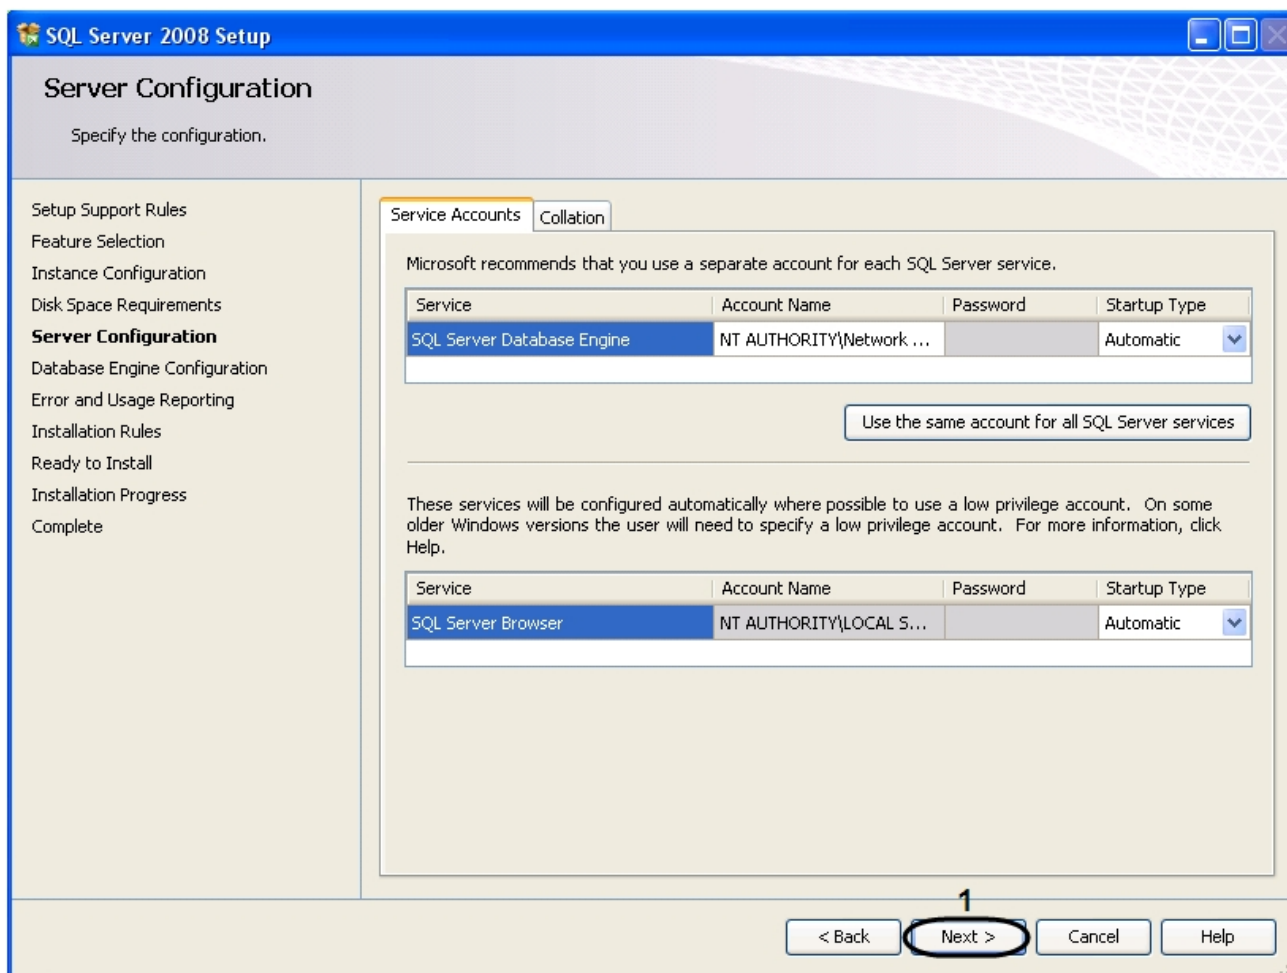 SQL Server 2008 Setup
Server Configuration
Specify the configuration.
Setup Support Rules
Feature Selection
Instance Configuration
Disk Space Requirements
Server Configuration
Database Engine Configuration
Error and Usage Reporting
Installation Rules
Ready to Install
Installation Progress
Complete
Service Accounts Collation
Microsoft recommends that you use a separate account for each SQL Server service.
Service Account Name Password Startup Type
SQL Server Database Engine NT AUTHORITY\Network ... Automatic
Use the same account for all SQL Server services
These services will be configured automatically where possible to use a low privilege account. On some
older Windows versions the user will need to specify a low privilege account. For more information, click
Help.
Service Account Name Password Startup Type
SQL Server Browser NT AUTHORITY\LOCAL S... Automatic
1
< Back Next > Cancel Help